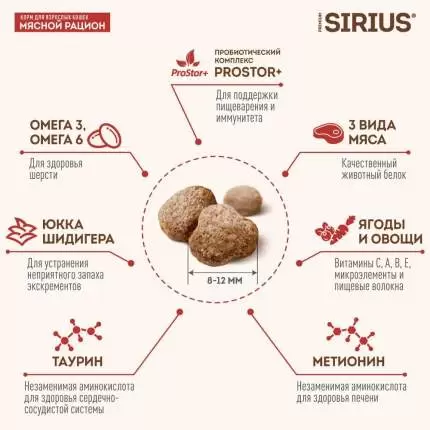 КОРМ ДЛЯ ВЗРОСЛЫХ КОШЕК
МЯСНОЙ РАЦИОН
PREMIUM
SIRIUS®
ProStor+
ПРОБИОТИЧЕСКИЙ
КОМПЛЕКС
PROSTOR+
Для поддержки
пищеварения и
иммунитета
ОМЕГА 3,
ОМЕГА 6
Для здоровья
шерсти
3 ВИДА
МЯСА
Качественный
животный белок
ЮККА
ШИДИГЕРА
Для устранения
неприятного запаха
экскрементов
ЯГОДЫ
И ОВОЩИ
Витамины С, А, В, Е,
микроэлементы и
пищевые волокна
8-12 ММ
ТАУРИН
Незаменимая аминокислота
для здоровья сердечно-
сосудистой системы
МЕТИОНИН
Незаменимая аминокислота
для здоровья печени